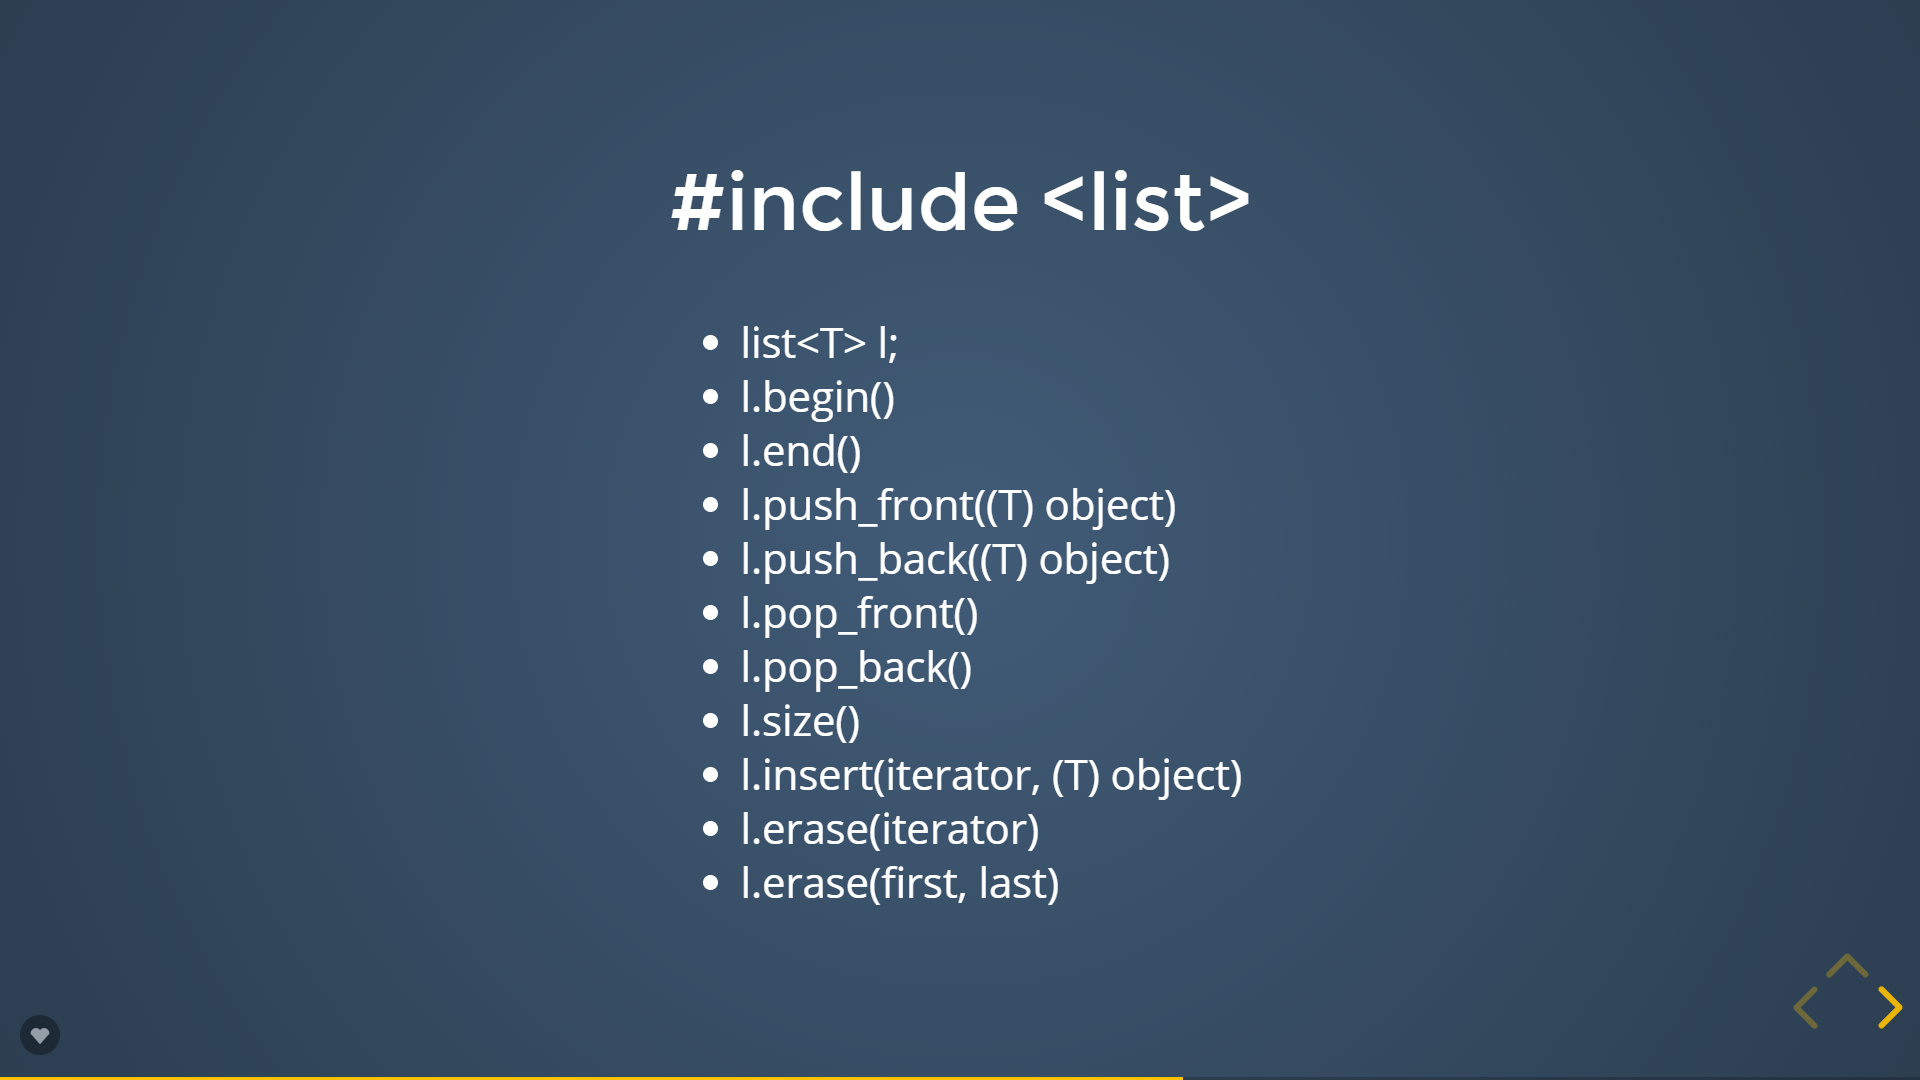 #include <list>
list<T> l;
l.begin()
l.end()
l.push_front((T) object)
l.push_back((T) object)
l.pop_front()
l.pop_back()
l.size()
l.insert(iterator, (T) object)
l.erase(iterator)
l.erase(first, last)